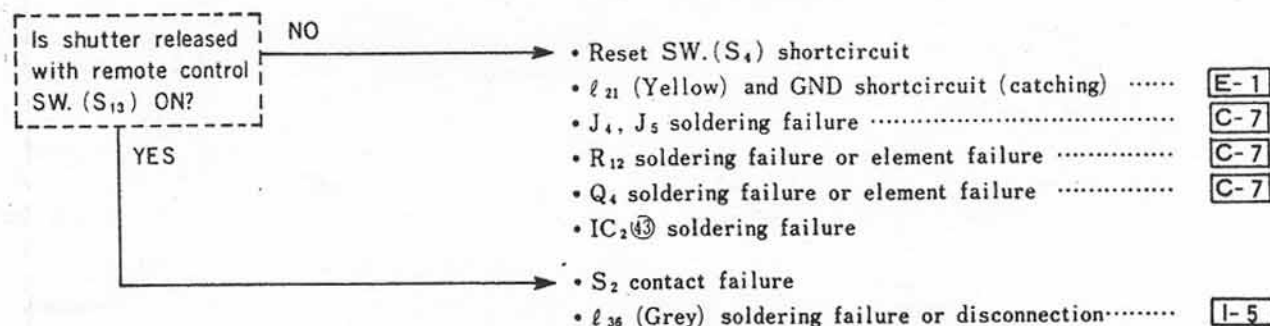 Is shutter released
with remote control
SW. (S₁₃) ON?
NO
YES
• Reset SW. (S₄) shortcircuit
• ℓ₂₁ (Yellow) and GND shortcircuit (catching) ······ E-1
• J₄, J₅ soldering failure ··································· C-7
• R₁₂ soldering failure or element failure ··············· C-7
• Q₄ soldering failure or element failure ··············· C-7
• IC₂㊸ soldering failure
• S₂ contact failure
• ℓ₃₆ (Grey) soldering failure or disconnection········· I-5